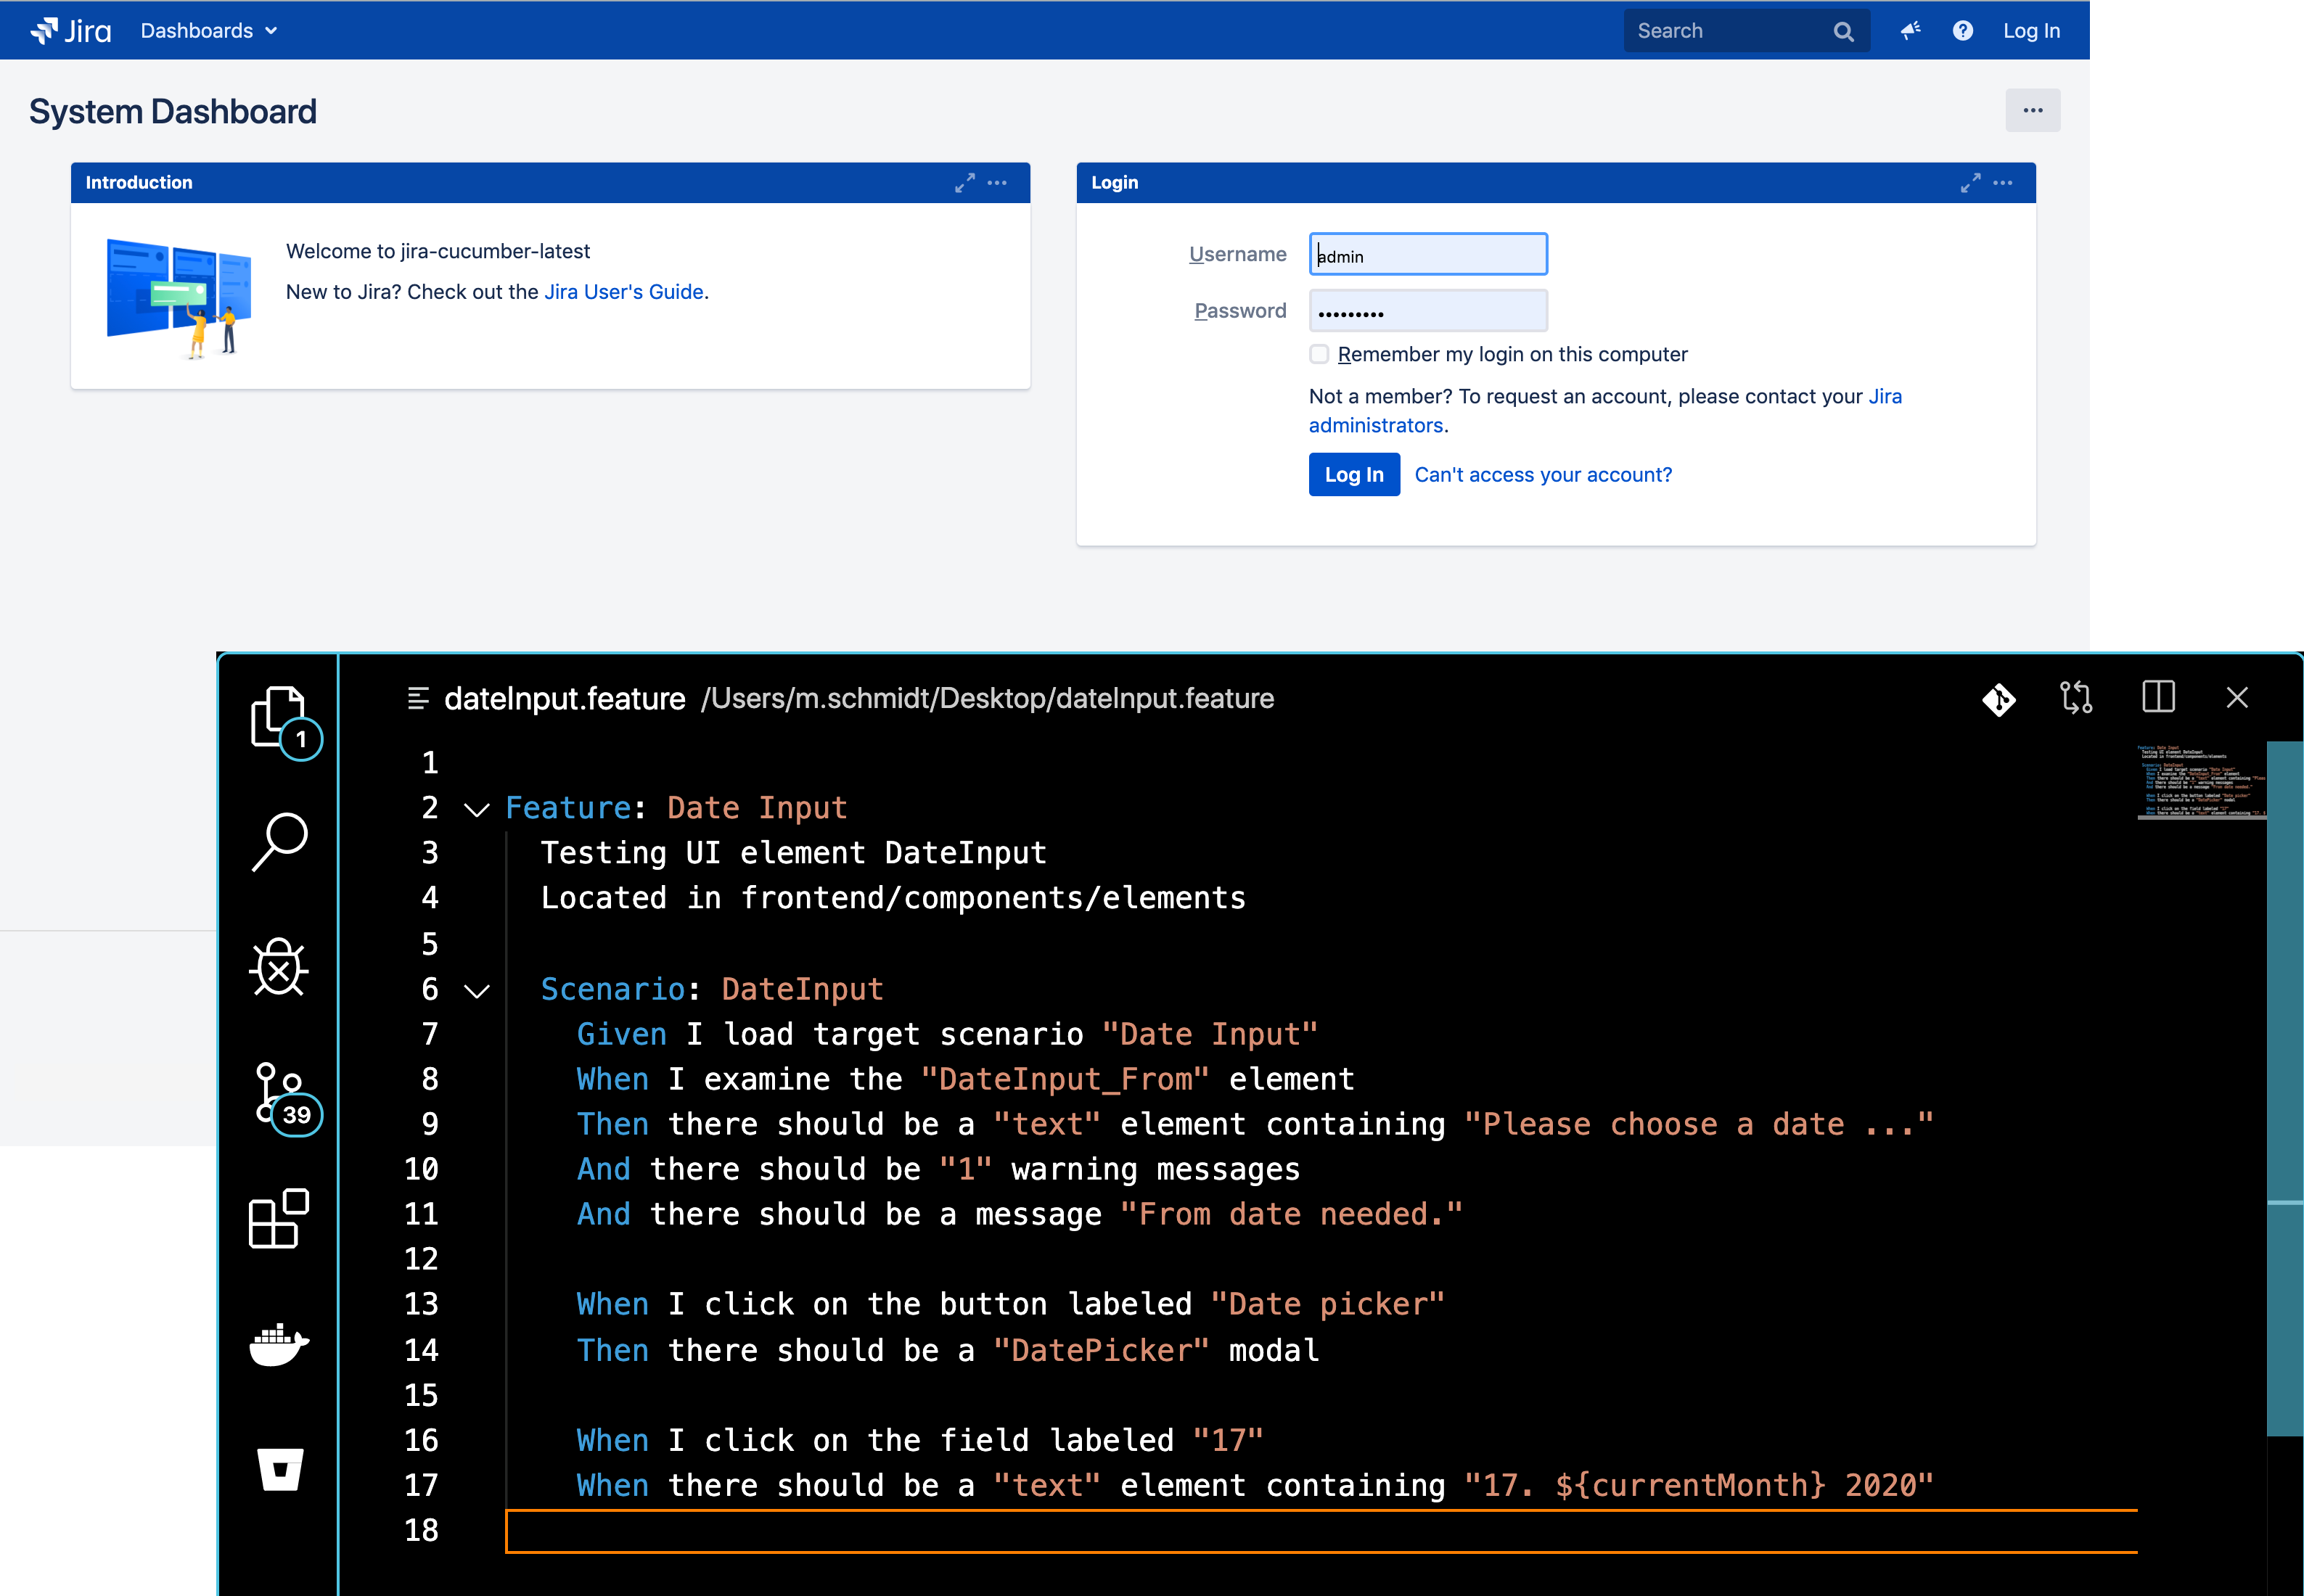 Jira Dashboards Search Log In
System Dashboard
Introduction
Welcome to jira-cucumber-latest
New to Jira? Check out the Jira User's Guide.
Login
Username admin
Password
Remember my login on this computer
Not a member? To request an account, please contact your Jira
administrators.
Log In Can't access your account?
dateInput.feature /Users/m.schmidt/Desktop/dateInput.feature
1
39
1
2 Feature: Date Input
3 Testing UI element DateInput
4 Located in frontend/components/elements
5
6 Scenario: DateInput
7 Given I load target scenario "Date Input"
8 When I examine the "DateInput_From" element
9 Then there should be a "text" element containing "Please choose a date ..."
10 And there should be "1" warning messages
11 And there should be a message "From date needed."
12
13 When I click on the button labeled "Date picker"
14 Then there should be a "DatePicker" modal
15
16 When I click on the field labeled "17"
17 When there should be a "text" element containing "17. ${currentMonth} 2020"
18